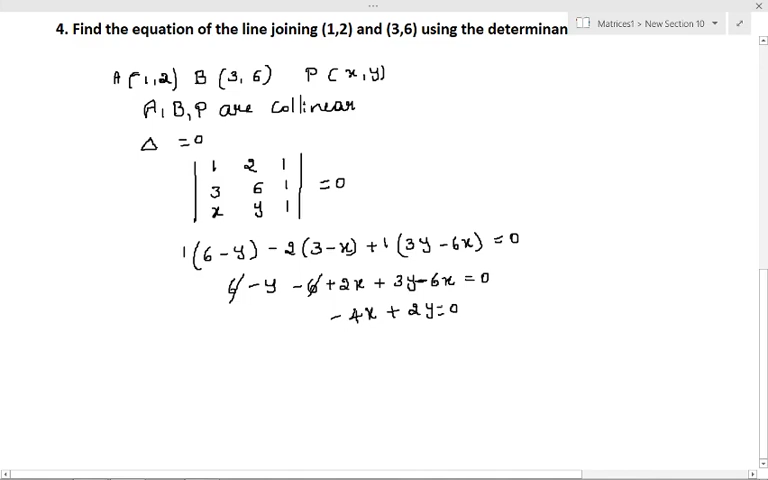 4. Find the equation of the line joining (1,2) and (3,6) using the determinan
Matrices1 > New Section 10
A (1,2) B (3, 6) P (x,y)
A, B, P are collinear
Δ = 0
1 2 1
3 6 1 = 0
x y 1
1(6-y) - 2(3-x) + 1(3y-6x) = 0
6 - y - 6 + 2x + 3y - 6x = 0
- 4x + 2y = 0